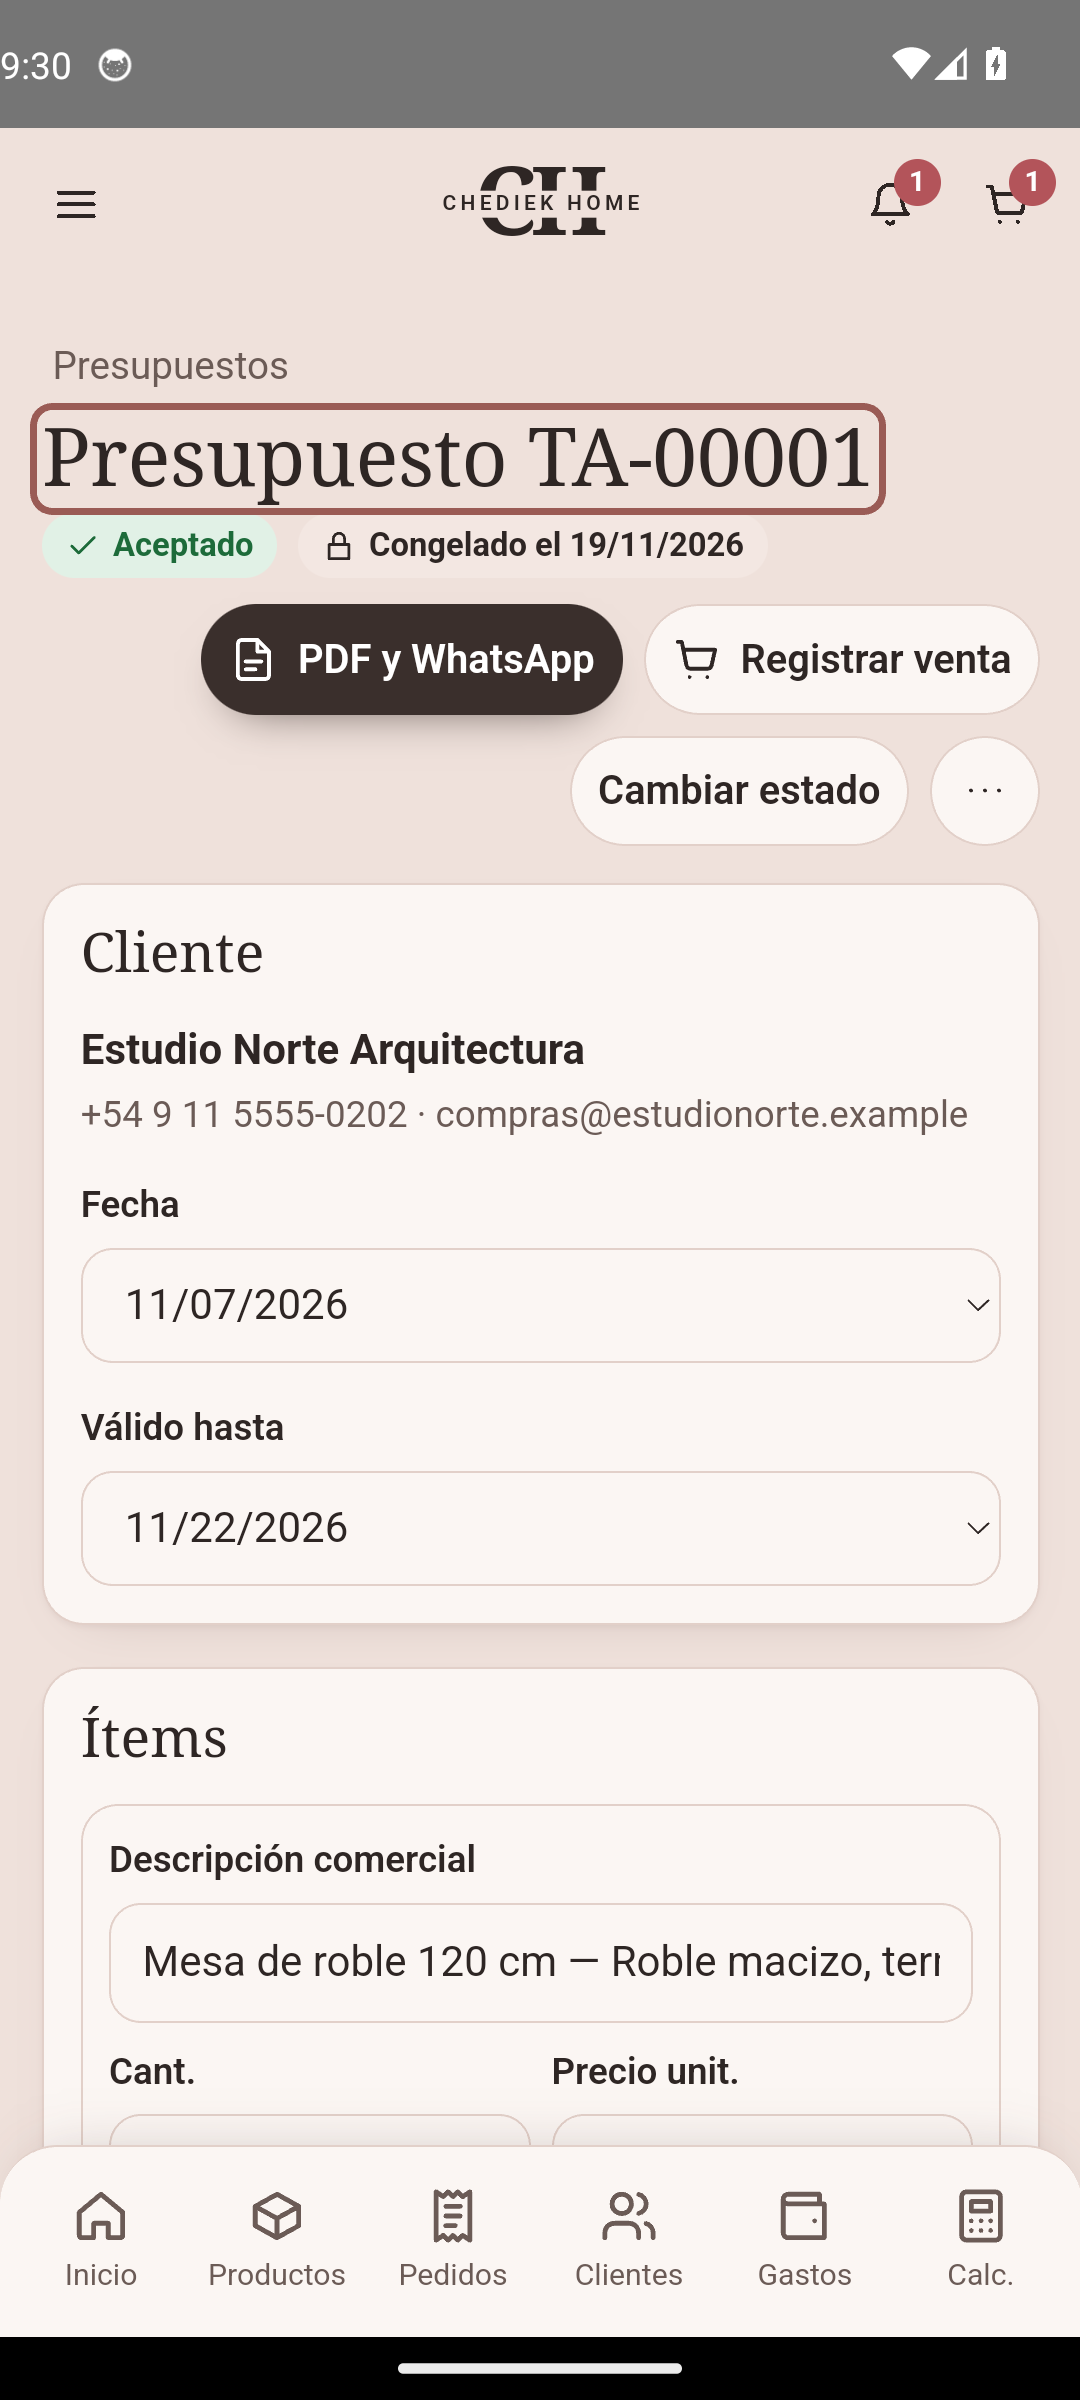 9:30
CH
CHEDIEK HOME
1
1
Presupuestos
Presupuesto TA-00001
Aceptado
Congelado el 19/11/2026
PDF y WhatsApp
Registrar venta
Cambiar estado
...
Cliente
Estudio Norte Arquitectura
+54 9 11 5555-0202 · compras@estudionorte.example
Fecha
11/07/2026
Válido hasta
11/22/2026
Ítems
Descripción comercial
Mesa de roble 120 cm — Roble macizo,
Cant.
Precio unit.
Inicio
Productos
Pedidos
Clientes
Gastos
Calc.